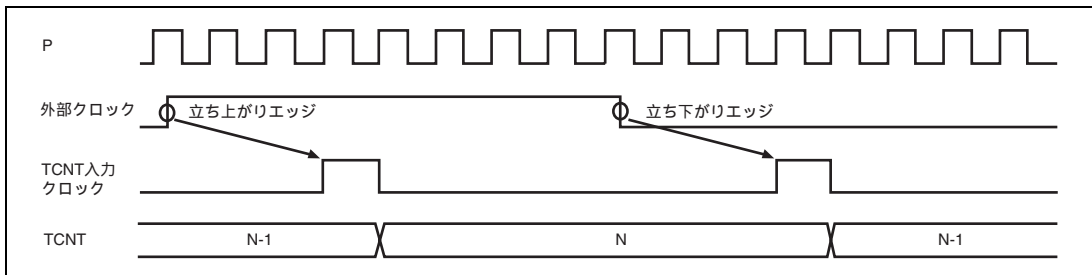 P
外部クロック
立ち上がりエッジ
立ち下がりエッジ
TCNT入力
クロック
TCNT
N-1
N
N-1